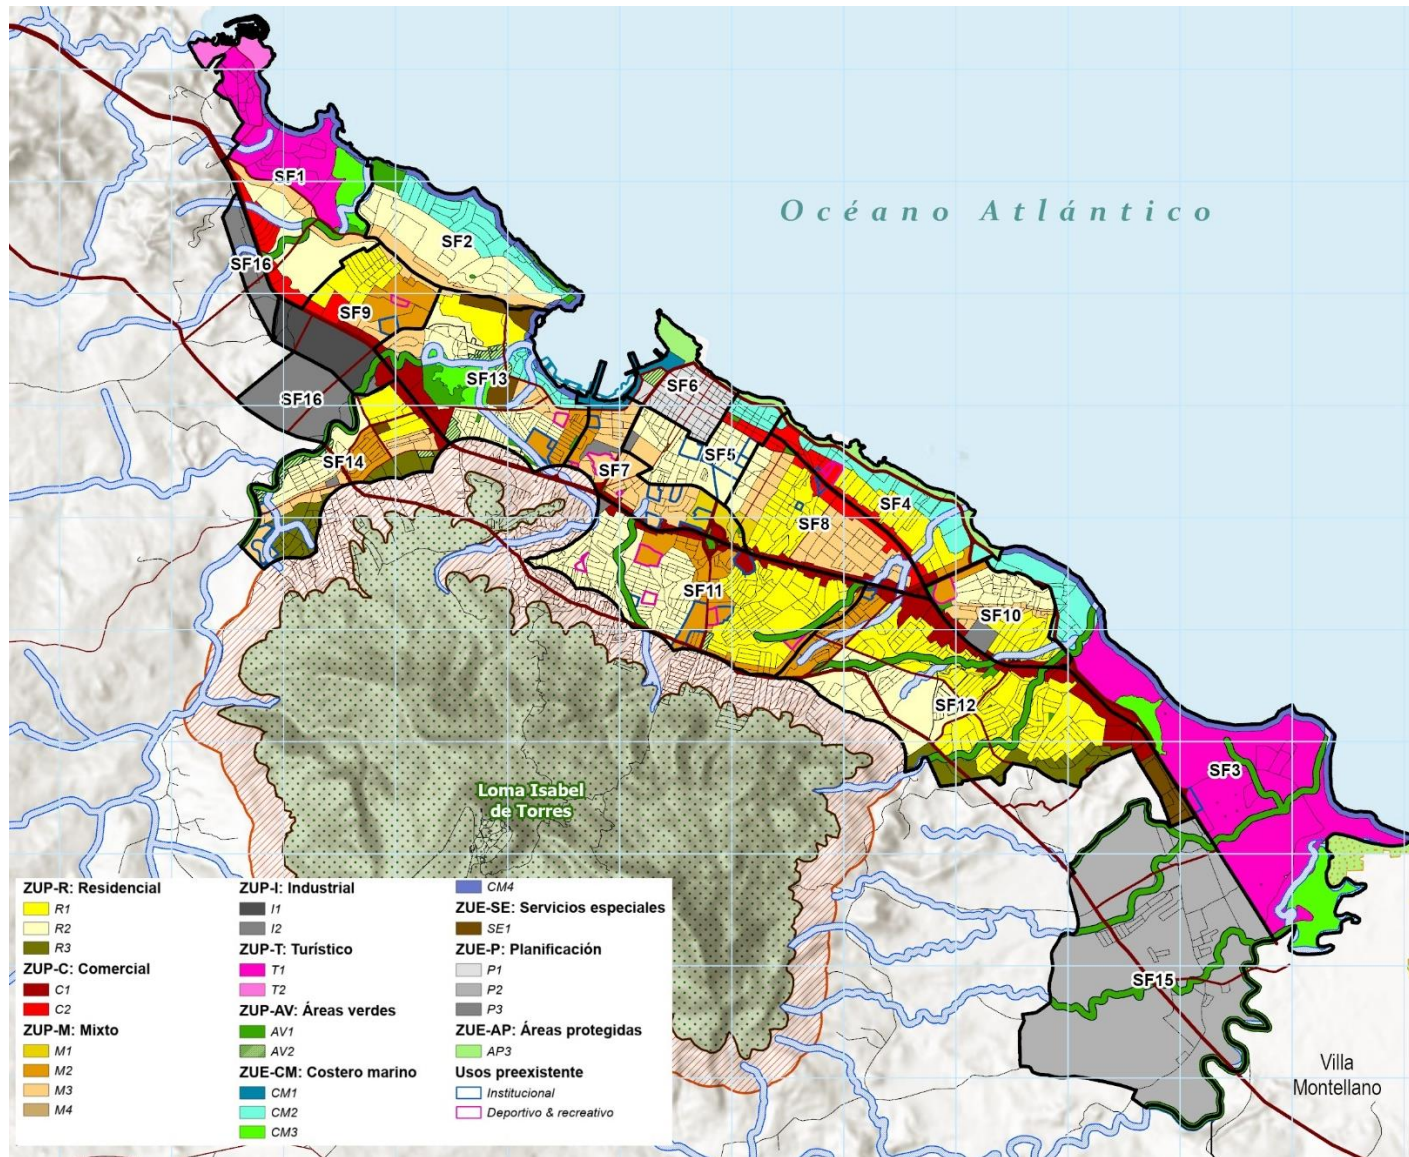 Océano Atlántico
SF1
SF2
SF16
SF9
SF13
SF6
SF16
SF5
SF14
SF7
SF4
SF8
SF11
SF10
SF12
SF3
Loma Isabel
de Torres
SF15
Villa
Montellano
ZUP-R: Residencial
R1
R2
R3
ZUP-C: Comercial
C1
C2
ZUP-M: Mixto
M1
M2
M3
M4
ZUP-I: Industrial
I1
I2
ZUP-T: Turístico
T1
T2
ZUP-AV: Áreas verdes
AV1
AV2
ZUE-CM: Costero marino
CM1
CM2
CM3
CM4
ZUE-SE: Servicios especiales
SE1
ZUE-P: Planificación
P1
P2
P3
ZUE-AP: Áreas protegidas
AP3
Usos preexistente
Institucional
Deportivo & recreativo